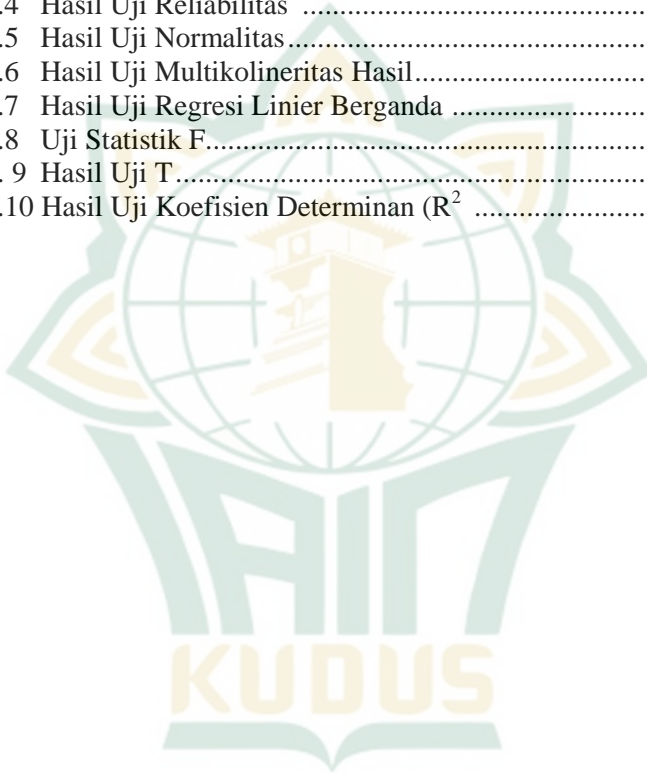 .4 Hasil Uji Reliabilitas ........................................
.5 Hasil Uji Normalitas ........................................
.6 Hasil Uji Multikolineritas Hasil ........................................
.7 Hasil Uji Regresi Linier Berganda ........................................
.8 Uji Statistik F ........................................
. 9 Hasil Uji T ........................................
.10 Hasil Uji Koefisien Determinan (R² ........................................
IAIN
KUDUS